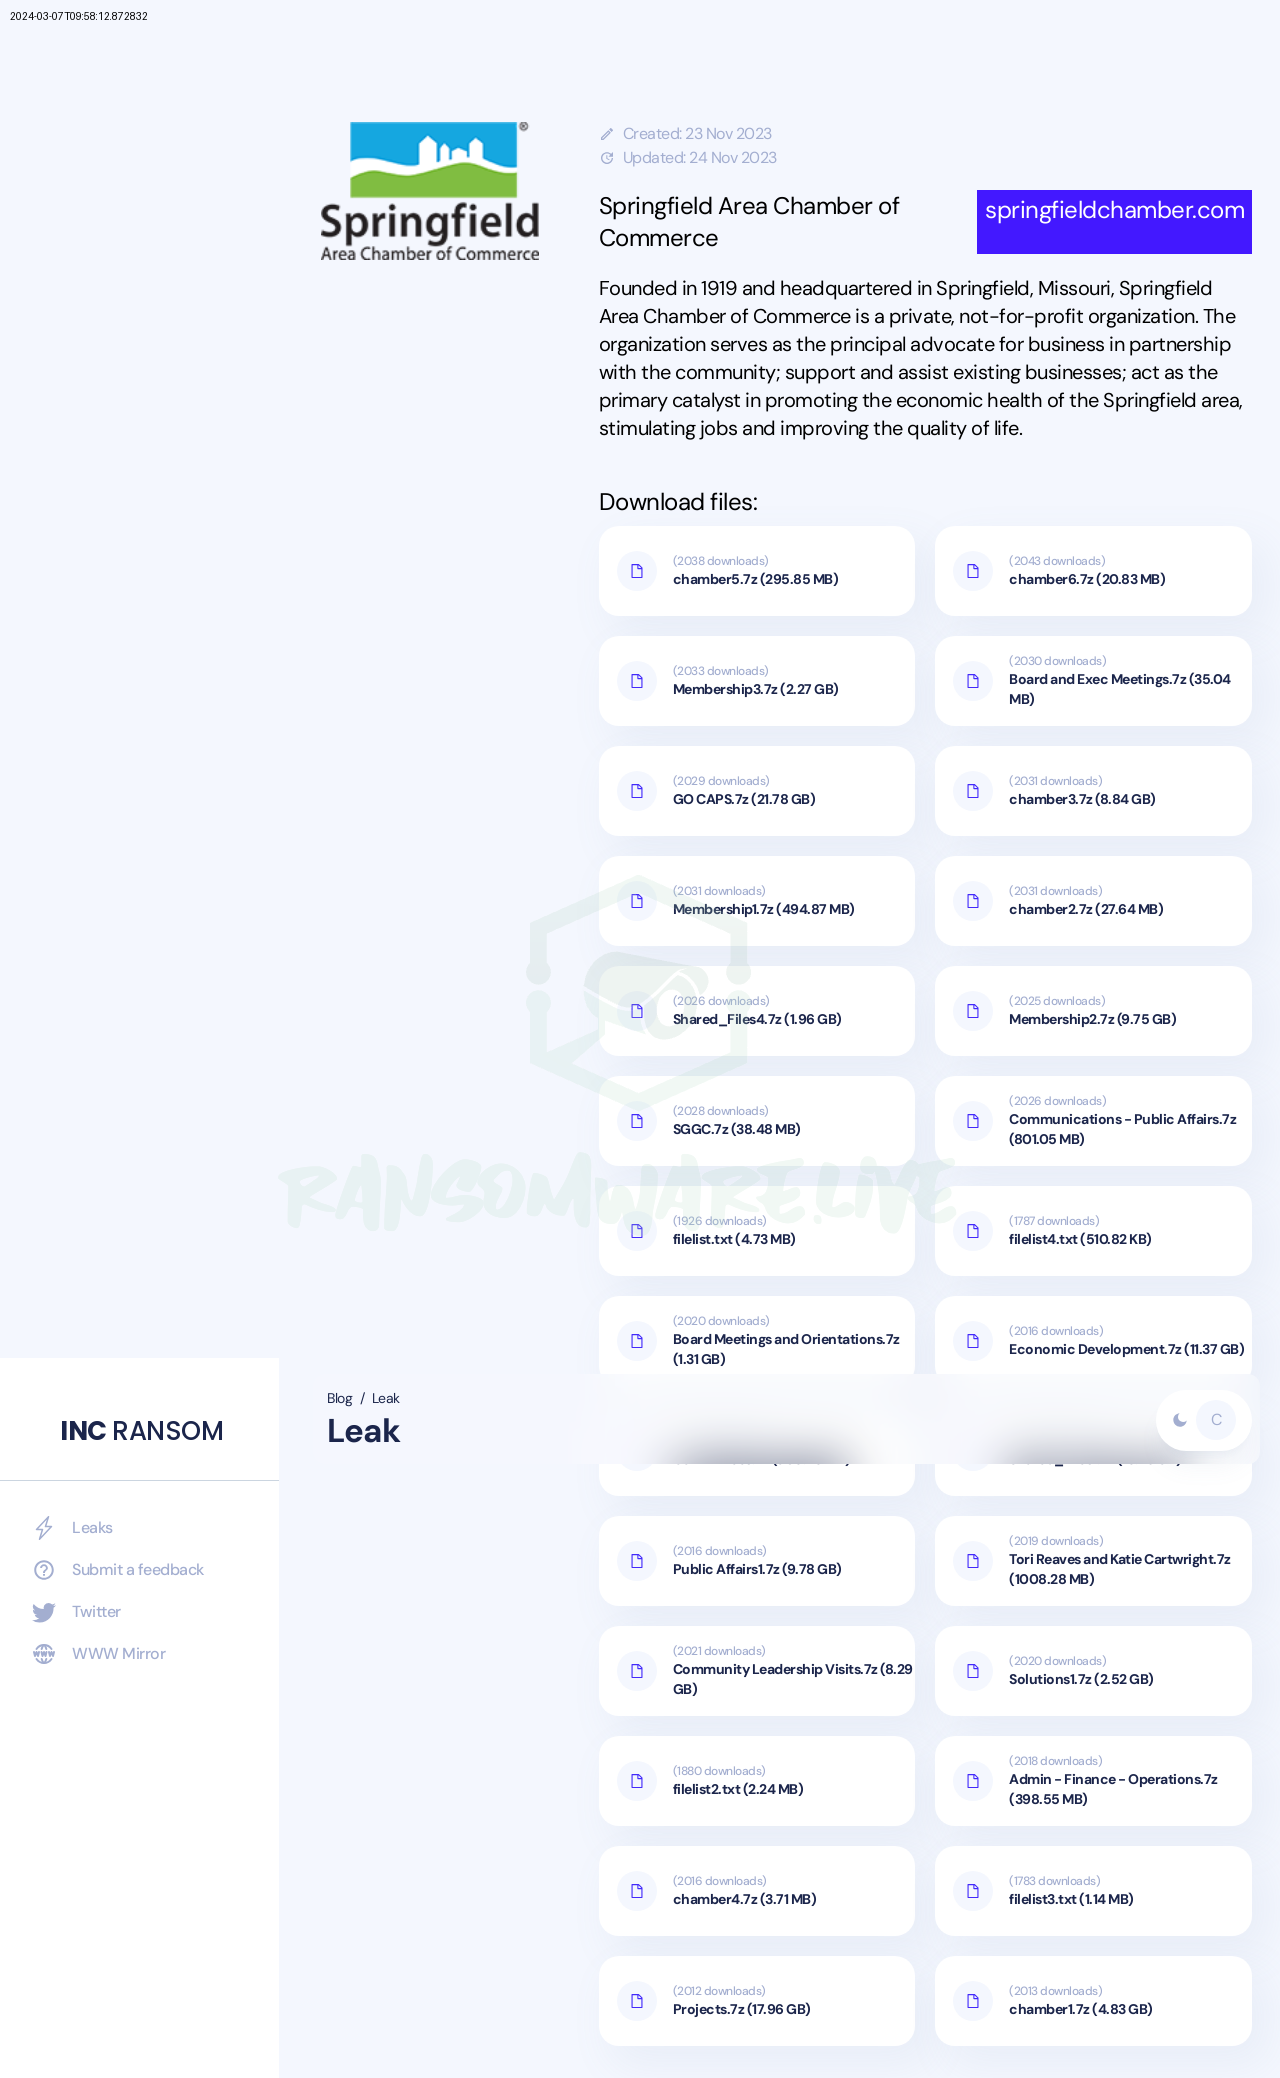 2024-03-07T09:58:12.872832
Springfield
Area Chamber of Commerce
Created: 23 Nov 2023
Updated: 24 Nov 2023
Springfield Area Chamber of
Commerce
springfieldchamber.com
Founded in 1919 and headquartered in Springfield, Missouri, Springfield
Area Chamber of Commerce is a private, not-for-profit organization. The
organization serves as the principal advocate for business in partnership
with the community; support and assist existing businesses; act as the
primary catalyst in promoting the economic health of the Springfield area,
stimulating jobs and improving the quality of life.
Download files:
(2038 downloads)
chamber5.7z (295.85 MB)
(2043 downloads)
chamber6.7z (20.83 MB)
(2033 downloads)
Membership3.7z (2.27 GB)
(2030 downloads)
Board and Exec Meetings.7z (35.04
MB)
(2029 downloads)
GO CAPS.7z (21.78 GB)
(2031 downloads)
chamber3.7z (8.84 GB)
(2031 downloads)
Membership1.7z (494.87 MB)
(2031 downloads)
chamber2.7z (27.64 MB)
(2026 downloads)
Shared_Files4.7z (1.96 GB)
(2025 downloads)
Membership2.7z (9.75 GB)
(2028 downloads)
SGGC.7z (38.48 MB)
(2026 downloads)
Communications - Public Affairs.7z
(801.05 MB)
RANSOMWARE.LIVE
(1926 downloads)
filelist.txt (4.73 MB)
(1787 downloads)
filelist4.txt (510.82 KB)
(2020 downloads)
Board Meetings and Orientations.7z
(1.31 GB)
(2016 downloads)
Economic Development.7z (11.37 GB)
Blog / Leak
Leak
C
INC RANSOM
Leaks
Submit a feedback
Twitter
WWW Mirror
(2016 downloads)
Public Affairs1.7z (9.78 GB)
(2019 downloads)
Tori Reaves and Katie Cartwright.7z
(1008.28 MB)
(2021 downloads)
Community Leadership Visits.7z (8.29
GB)
(2020 downloads)
Solutions1.7z (2.52 GB)
(1880 downloads)
filelist2.txt (2.24 MB)
(2018 downloads)
Admin - Finance - Operations.7z
(398.55 MB)
(2016 downloads)
chamber4.7z (3.71 MB)
(1783 downloads)
filelist3.txt (1.14 MB)
(2012 downloads)
Projects.7z (17.96 GB)
(2013 downloads)
chamber1.7z (4.83 GB)